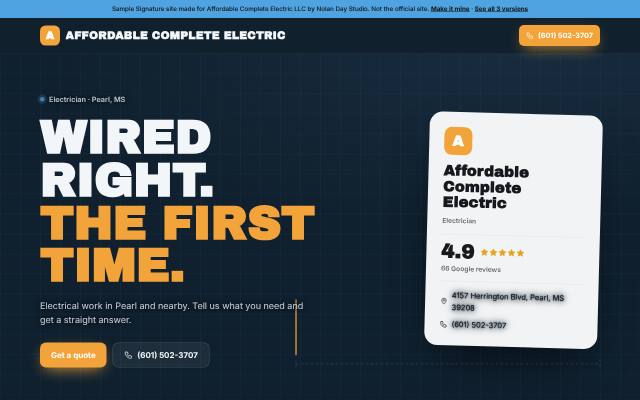 Sample Signature site made for Affordable Complete Electric LLC by Nolan Day Studio. Not the official site. Make it mine · See all 3 versions
A AFFORDABLE COMPLETE ELECTRIC
(601) 502-3707
Electrician · Pearl, MS
WIRED
RIGHT.
THE FIRST
TIME.
Electrical work in Pearl and nearby. Tell us what you need and
get a straight answer.
Get a quote
(601) 502-3707
A
Affordable
Complete
Electric
Electrician
4.9
66 Google reviews
4157 Herrington Blvd, Pearl, MS
39208
(601) 502-3707